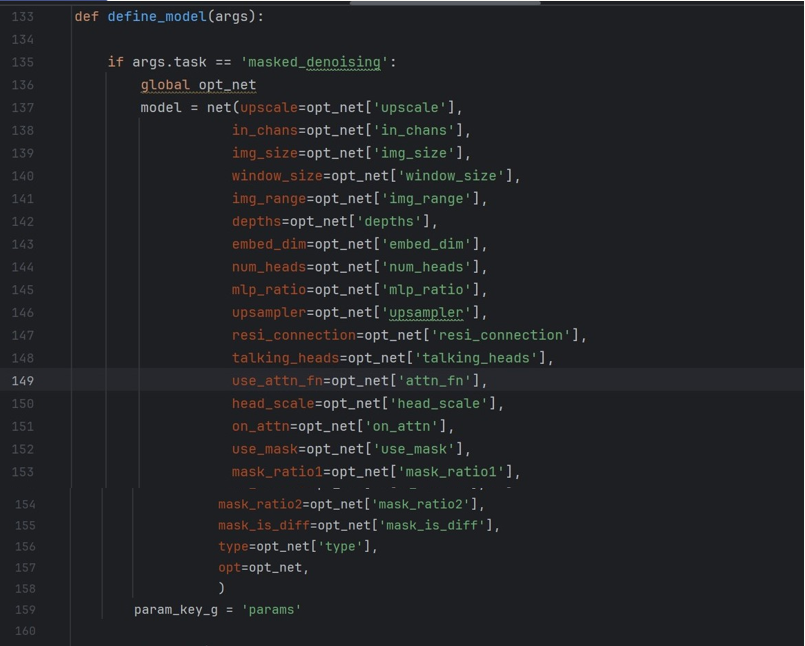 133 def define_model(args):
134
135 if args.task == 'masked_denoising':
136 global opt_net
137 model = net(upscale=opt_net['upscale'],
138 in_chans=opt_net['in_chans'],
139 img_size=opt_net['img_size'],
140 window_size=opt_net['window_size'],
141 img_range=opt_net['img_range'],
142 depths=opt_net['depths'],
143 embed_dim=opt_net['embed_dim'],
144 num_heads=opt_net['num_heads'],
145 mlp_ratio=opt_net['mlp_ratio'],
146 upsampler=opt_net['upsampler'],
147 resi_connection=opt_net['resi_connection'],
148 talking_heads=opt_net['talking_heads'],
149 use_attn_fn=opt_net['attn_fn'],
150 head_scale=opt_net['head_scale'],
151 on_attn=opt_net['on_attn'],
152 use_mask=opt_net['use_mask'],
153 mask_ratio1=opt_net['mask_ratio1'],
154 mask_ratio2=opt_net['mask_ratio2'],
155 mask_is_diff=opt_net['mask_is_diff'],
156 type=opt_net['type'],
157 opt=opt_net,
158 )
159 param_key_g = 'params'
160